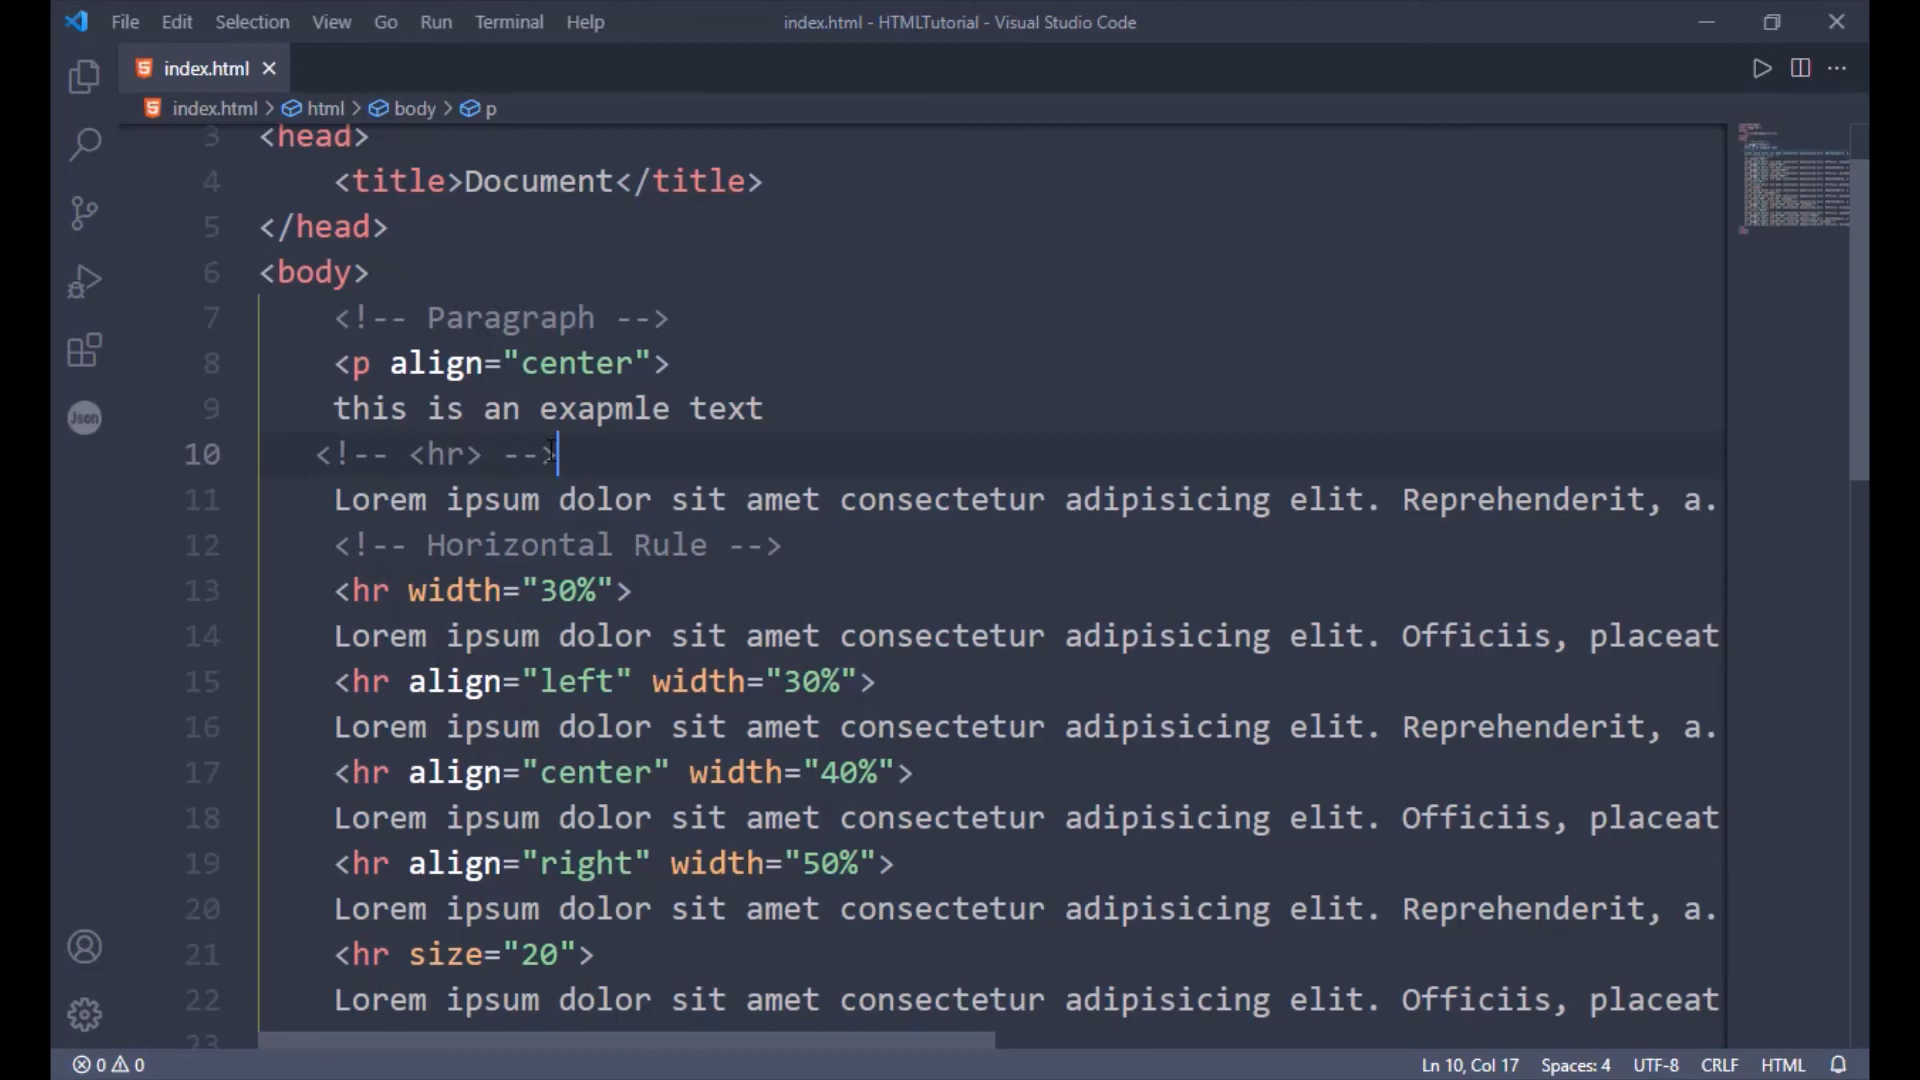 File Edit Selection View Go Run Terminal Help index.html - HTMLTutorial - Visual Studio Code
index.html
index.html > html > body > p
3 <head>
4 <title>Document</title>
5 </head>
6 <body>
7 <!-- Paragraph -->
8 <p align="center">
9 this is an exapmle text
10 <!-- <hr> -->
11 Lorem ipsum dolor sit amet consectetur adipisicing elit. Reprehenderit, a.
12 <!-- Horizontal Rule -->
13 <hr width="30%">
14 Lorem ipsum dolor sit amet consectetur adipisicing elit. Officiis, placeat
15 <hr align="left" width="30%">
16 Lorem ipsum dolor sit amet consectetur adipisicing elit. Reprehenderit, a.
17 <hr align="center" width="40%">
18 Lorem ipsum dolor sit amet consectetur adipisicing elit. Officiis, placeat
19 <hr align="right" width="50%">
20 Lorem ipsum dolor sit amet consectetur adipisicing elit. Reprehenderit, a.
21 <hr size="20">
22 Lorem ipsum dolor sit amet consectetur adipisicing elit. Officiis, placeat
23
Json
0 0 Ln 10, Col 17 Spaces: 4 UTF-8 CRLF HTML